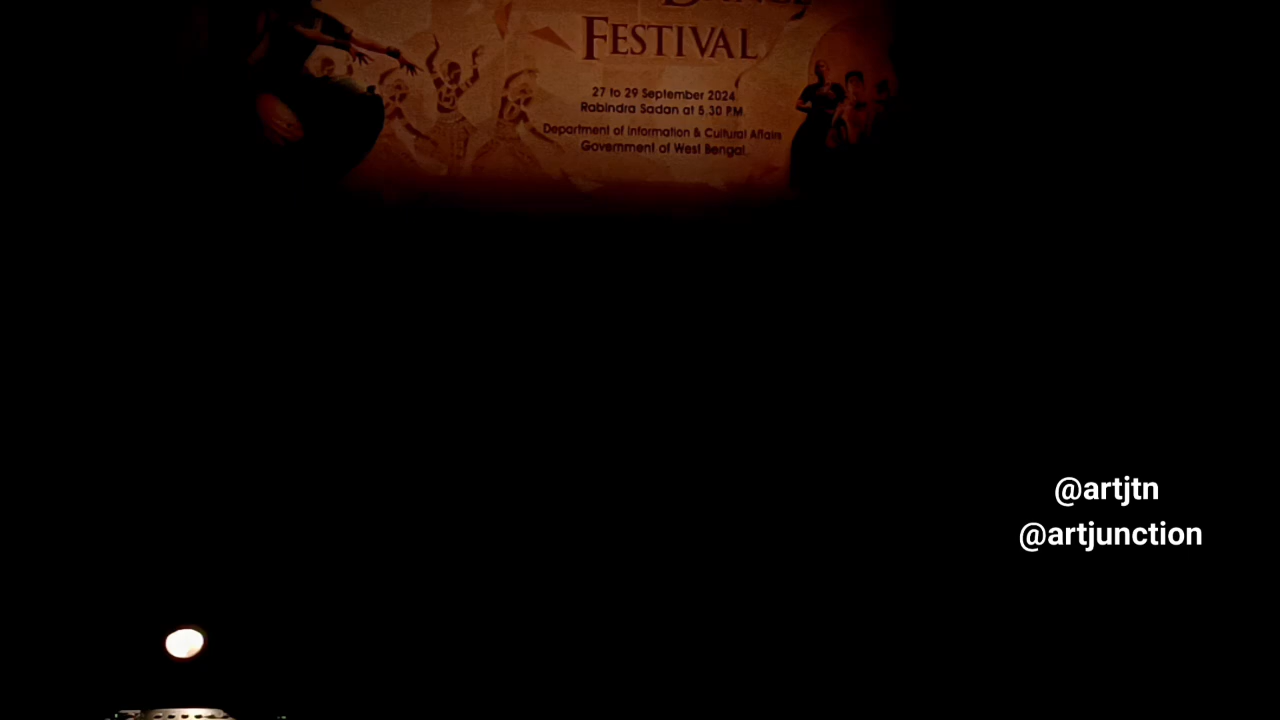 DANCE
FESTIVAL
27 to 29 September 2024
Rabindra Sadan at 5.30 P.M.
Department of Information & Cultural Affairs
Government of West Bengal
@artjtn
@artjunction